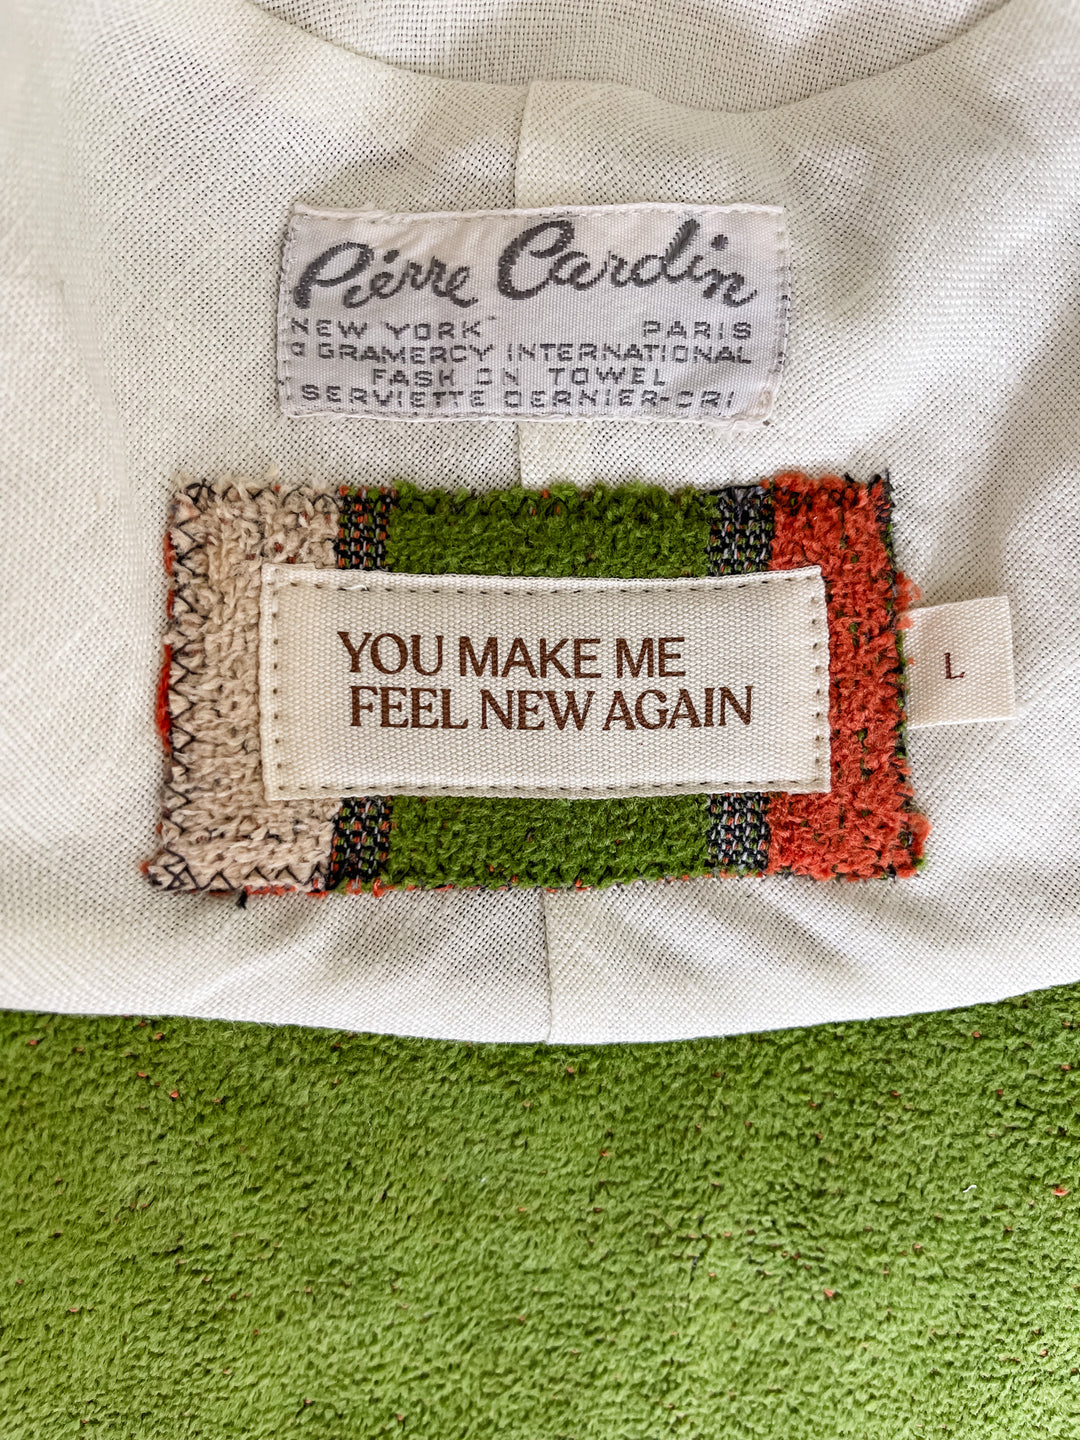 Pierre Cardin
NEW YORK PARIS
GRAMERCY INTERNATIONAL
FASHION TOWEL
SERVIETTE DERNIER-CRI
YOU MAKE ME
FEEL NEW AGAIN
L